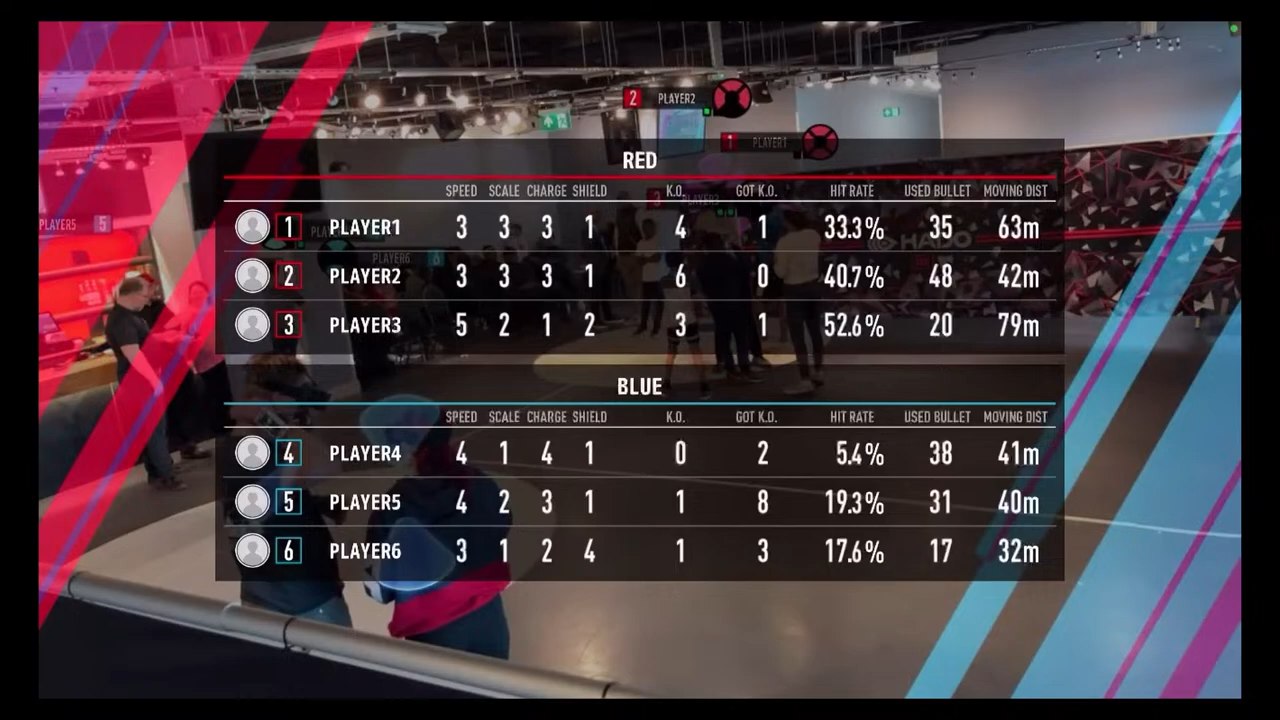 2 PLAYER2
1 PLAYER1
RED
SPEED SCALE CHARGE SHIELD K.O. GOT K.O. HIT RATE USED BULLET MOVING DIST
3 PLAYER3
PLAYER5 5
1 PLAYER1 3 3 3 1 4 1 33.3% 35 63m
HADO
PLAYER6 6
2 PLAYER2 3 3 3 1 6 0 40.7% 48 42m
3 PLAYER3 5 2 1 2 3 1 52.6% 20 79m
BLUE
SPEED SCALE CHARGE SHIELD K.O. GOT K.O. HIT RATE USED BULLET MOVING DIST
4 PLAYER4 4 1 4 1 0 2 5.4% 38 41m
5 PLAYER5 4 2 3 1 1 8 19.3% 31 40m
6 PLAYER6 3 1 2 4 1 3 17.6% 17 32m